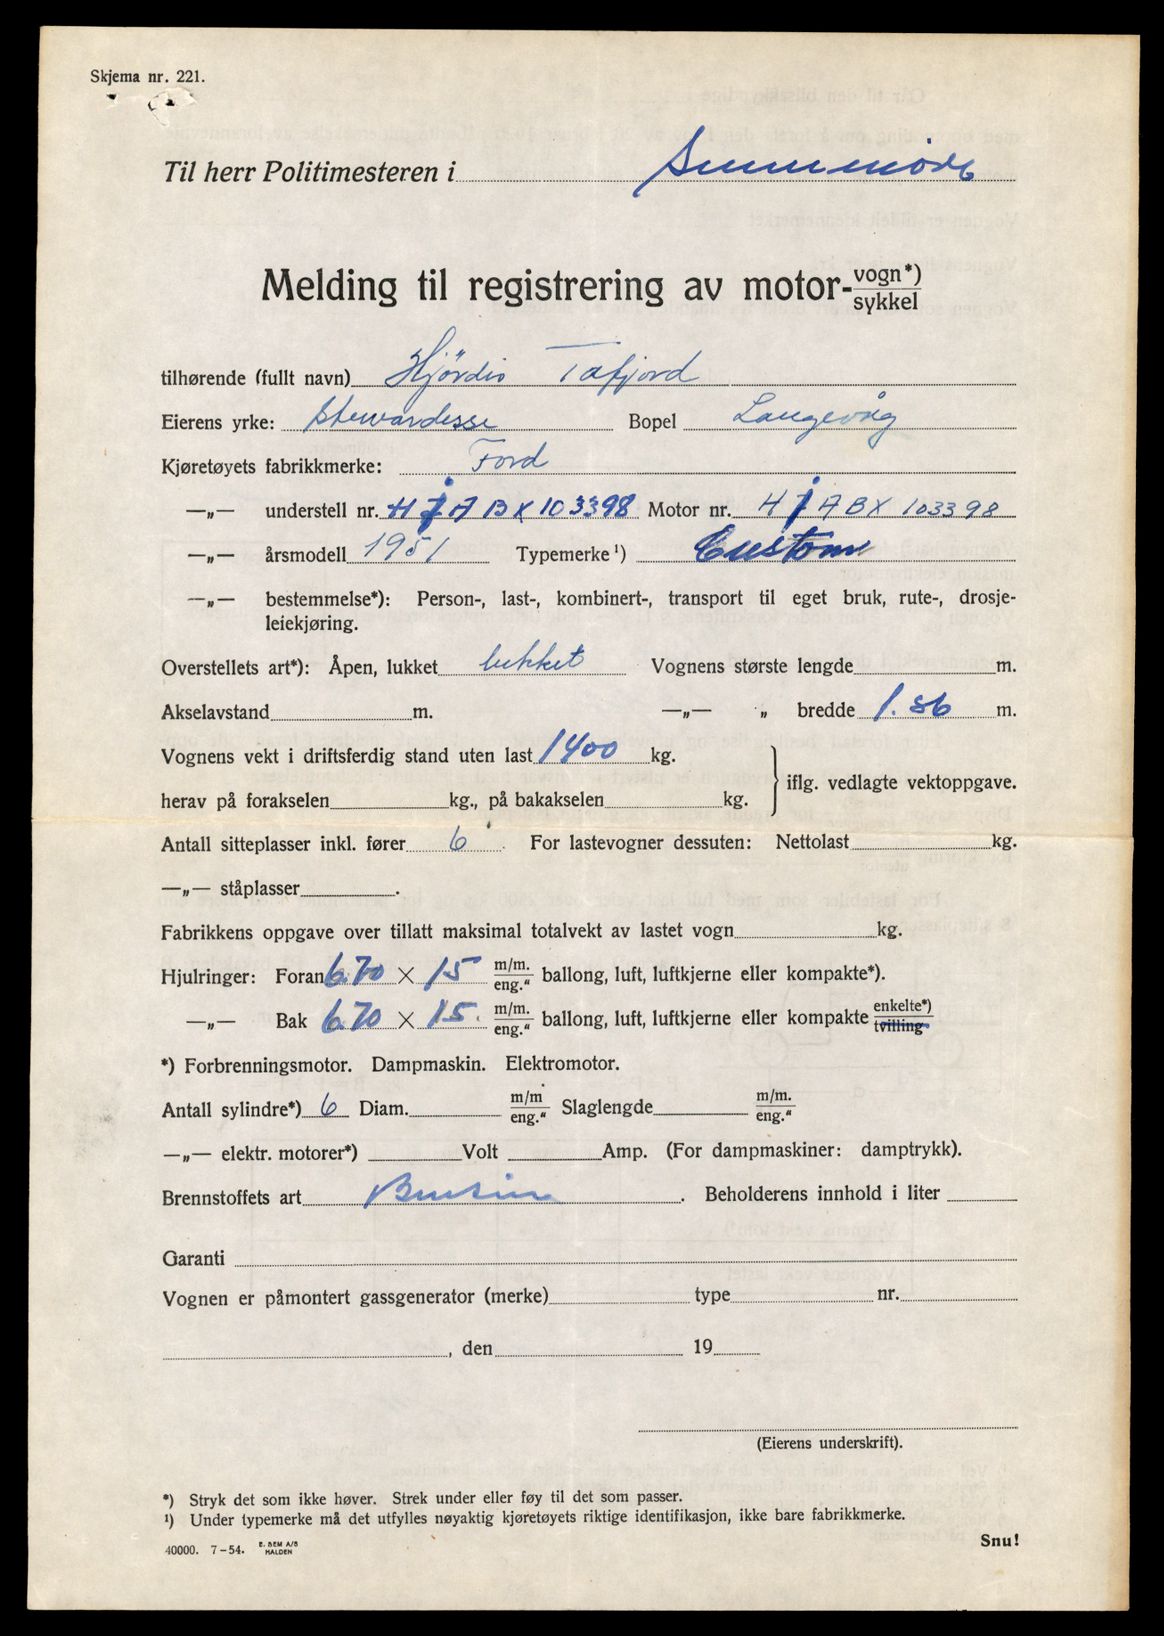 Skjema nr. 221.
Til herr Politimesteren i Sunnmøre
Melding til registrering av motor-vogn*)
sykkel
tilhørende (fullt navn) Hjördis Tafjord
Eierens yrke: Stewardesse Bopel Langevåg
Kjøretøyets fabrikkmerke: Ford
—„— understell nr. H 1 A B X 103398 Motor nr. H 1 A B X 103398
—„— årsmodell 1951 Typemerke ¹) Custom
—„— bestemmelse*): Person-, last-, kombinert-, transport til eget bruk, rute-, drosje-
leiekjøring.
Overstellets art*): Åpen, lukket lukket Vognens største lengde m.
Akselavstand m. —„— „ bredde 1.86 m.
Vognens vekt i driftsferdig stand uten last 1400 kg.
herav på forakselen kg., på bakakselen kg. iflg. vedlagte vektoppgave.
Antall sitteplasser inkl. fører 6 . For lastevogner dessuten: Nettolast kg.
—„— ståplasser .
Fabrikkens oppgave over tillatt maksimal totalvekt av lastet vogn kg.
Hjulringer: Foran 6.70 × 15 m/m. eng.“ ballong, luft, luftkjerne eller kompakte*).
—„— Bak 6.70 × 15. m/m. eng.“ ballong, luft, luftkjerne eller kompakte enkelte*) tvilling
*) Forbrenningsmotor. Dampmaskin. Elektromotor.
Antall sylindre*) 6 Diam. m/m eng.“ Slaglengde m/m. eng.“
—„— elektr. motorer*) Volt Amp. (For dampmaskiner: damptrykk).
Brennstoffets art Bensin . Beholderens innhold i liter
Garanti
Vognen er påmontert gassgenerator (merke) type nr.
, den 19
(Eierens underskrift).
*) Stryk det som ikke høver. Strek under eller føy til det som passer.
¹) Under typemerke må det utfylles nøyaktig kjøretøyets riktige identifikasjon, ikke bare fabrikkmerke.
40000. 7–54. E. SEM A/S HALDEN
Snu!